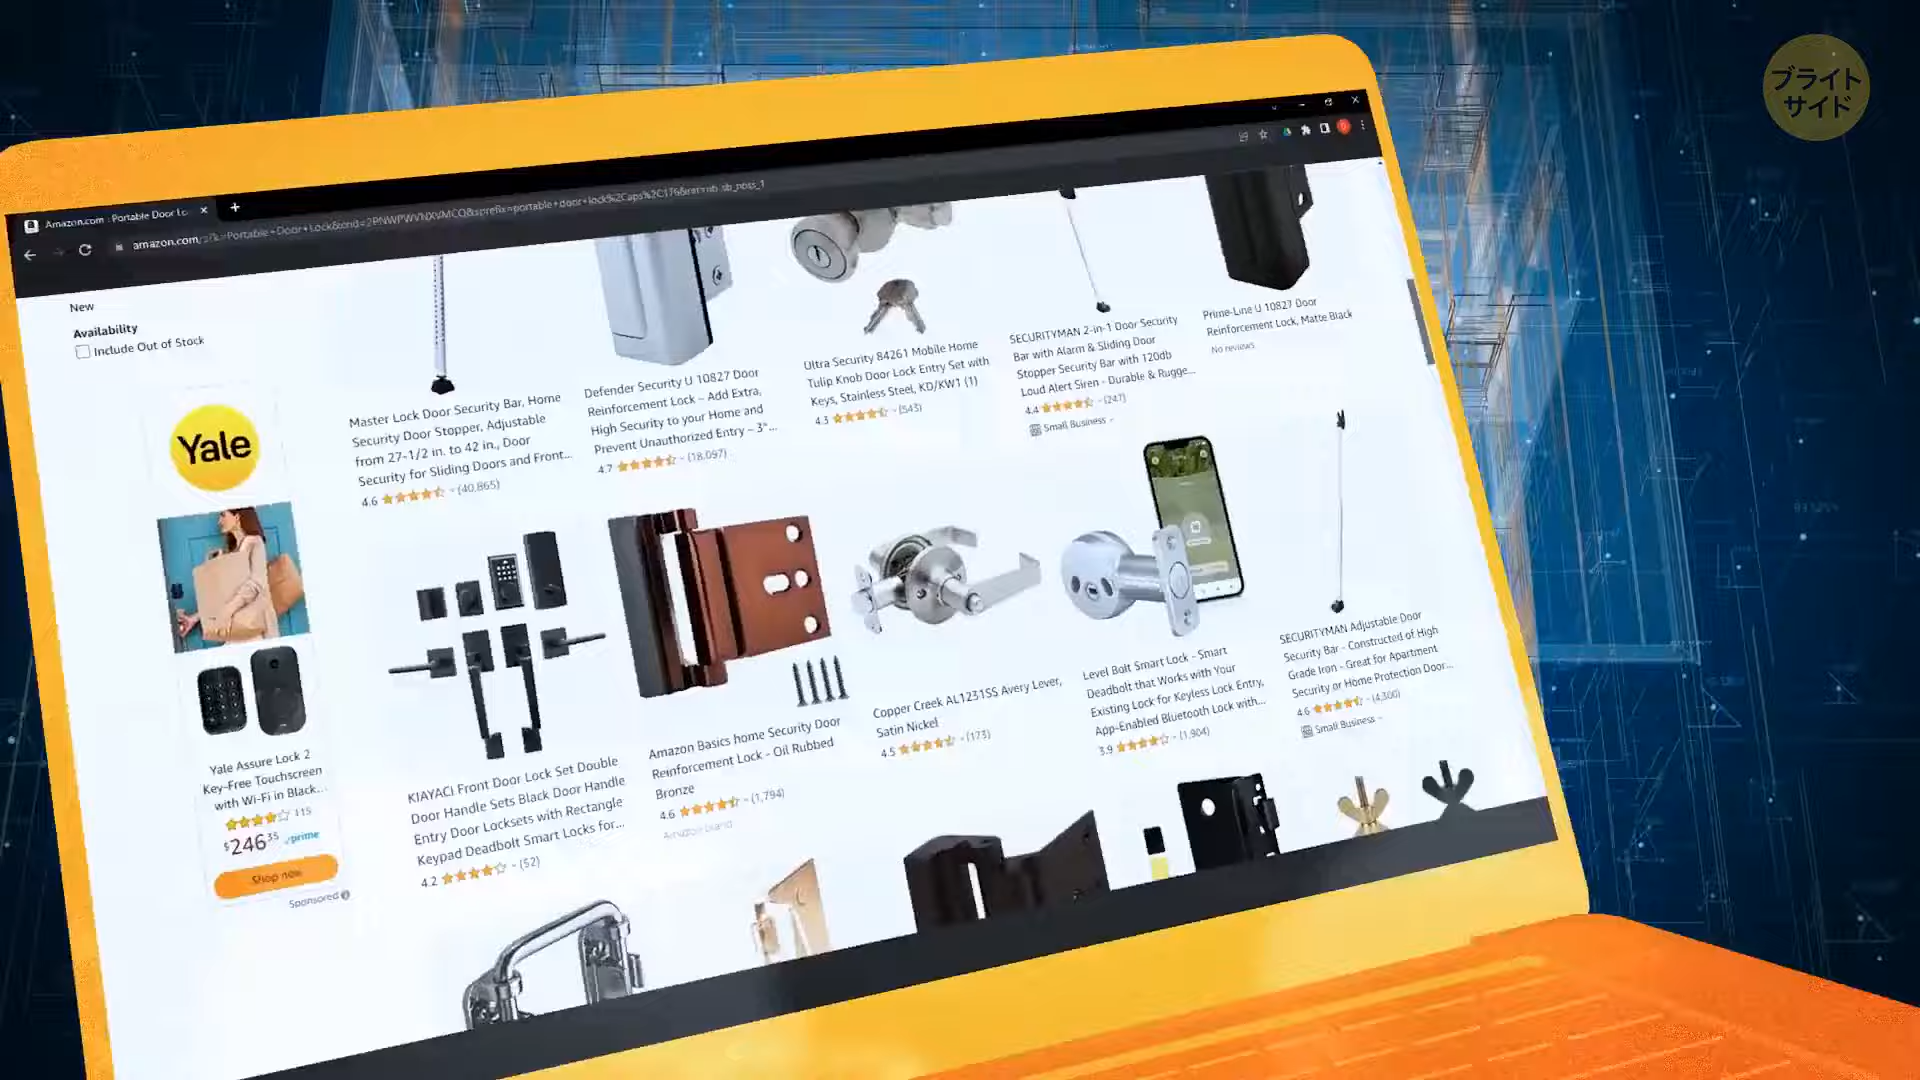 ブライト
サイド
Amazon.com : Portable Door Lo
amazon.com
New
Availability
Include Out of Stock
Yale
Yale Assure Lock 2
Key-Free Touchscreen
with Wi-Fi in Black...
115
$246.35 prime
Shop now
Sponsored
Master Lock Door Security Bar, Home
Security Door Stopper, Adjustable
from 27-1/2 in. to 42 in., Door
Security for Sliding Doors and Front...
4.6 (40,865)
Defender Security U 10827 Door
Reinforcement Lock – Add Extra,
High Security to your Home and
Prevent Unauthorized Entry – 3"...
4.7 (18,097)
Ultra Security 84261 Mobile Home
Tulip Knob Door Lock Entry Set with
Keys, Stainless Steel, KD/KW1 (1)
4.3 (543)
SECURITYMAN 2-in-1 Door Security
Bar with Alarm & Sliding Door
Stopper Security Bar with 120db
Loud Alert Siren - Durable & Rugge...
4.4 (247)
Small Business
Prime-Line U 10827 Door
Reinforcement Lock, Matte Black
No reviews
KIAYACI Front Door Lock Set Double
Door Handle Sets Black Door Handle
Entry Door Locksets with Rectangle
Keypad Deadbolt Smart Locks for...
4.2 (52)
Amazon Basics home Security Door
Reinforcement Lock - Oil Rubbed
Bronze
4.6 (1,794)
Amazon brand
Copper Creek AL1231SS Avery Lever,
Satin Nickel
4.5 (173)
Level Bolt Smart Lock - Smart
Deadbolt that Works with Your
Existing Lock for Keyless Lock Entry,
App-Enabled Bluetooth Lock with...
3.9 (1,904)
SECURITYMAN Adjustable Door
Security Bar - Constructed of High
Grade Iron - Great for Apartment
Security or Home Protection Door...
4.6 (4,300)
Small Business